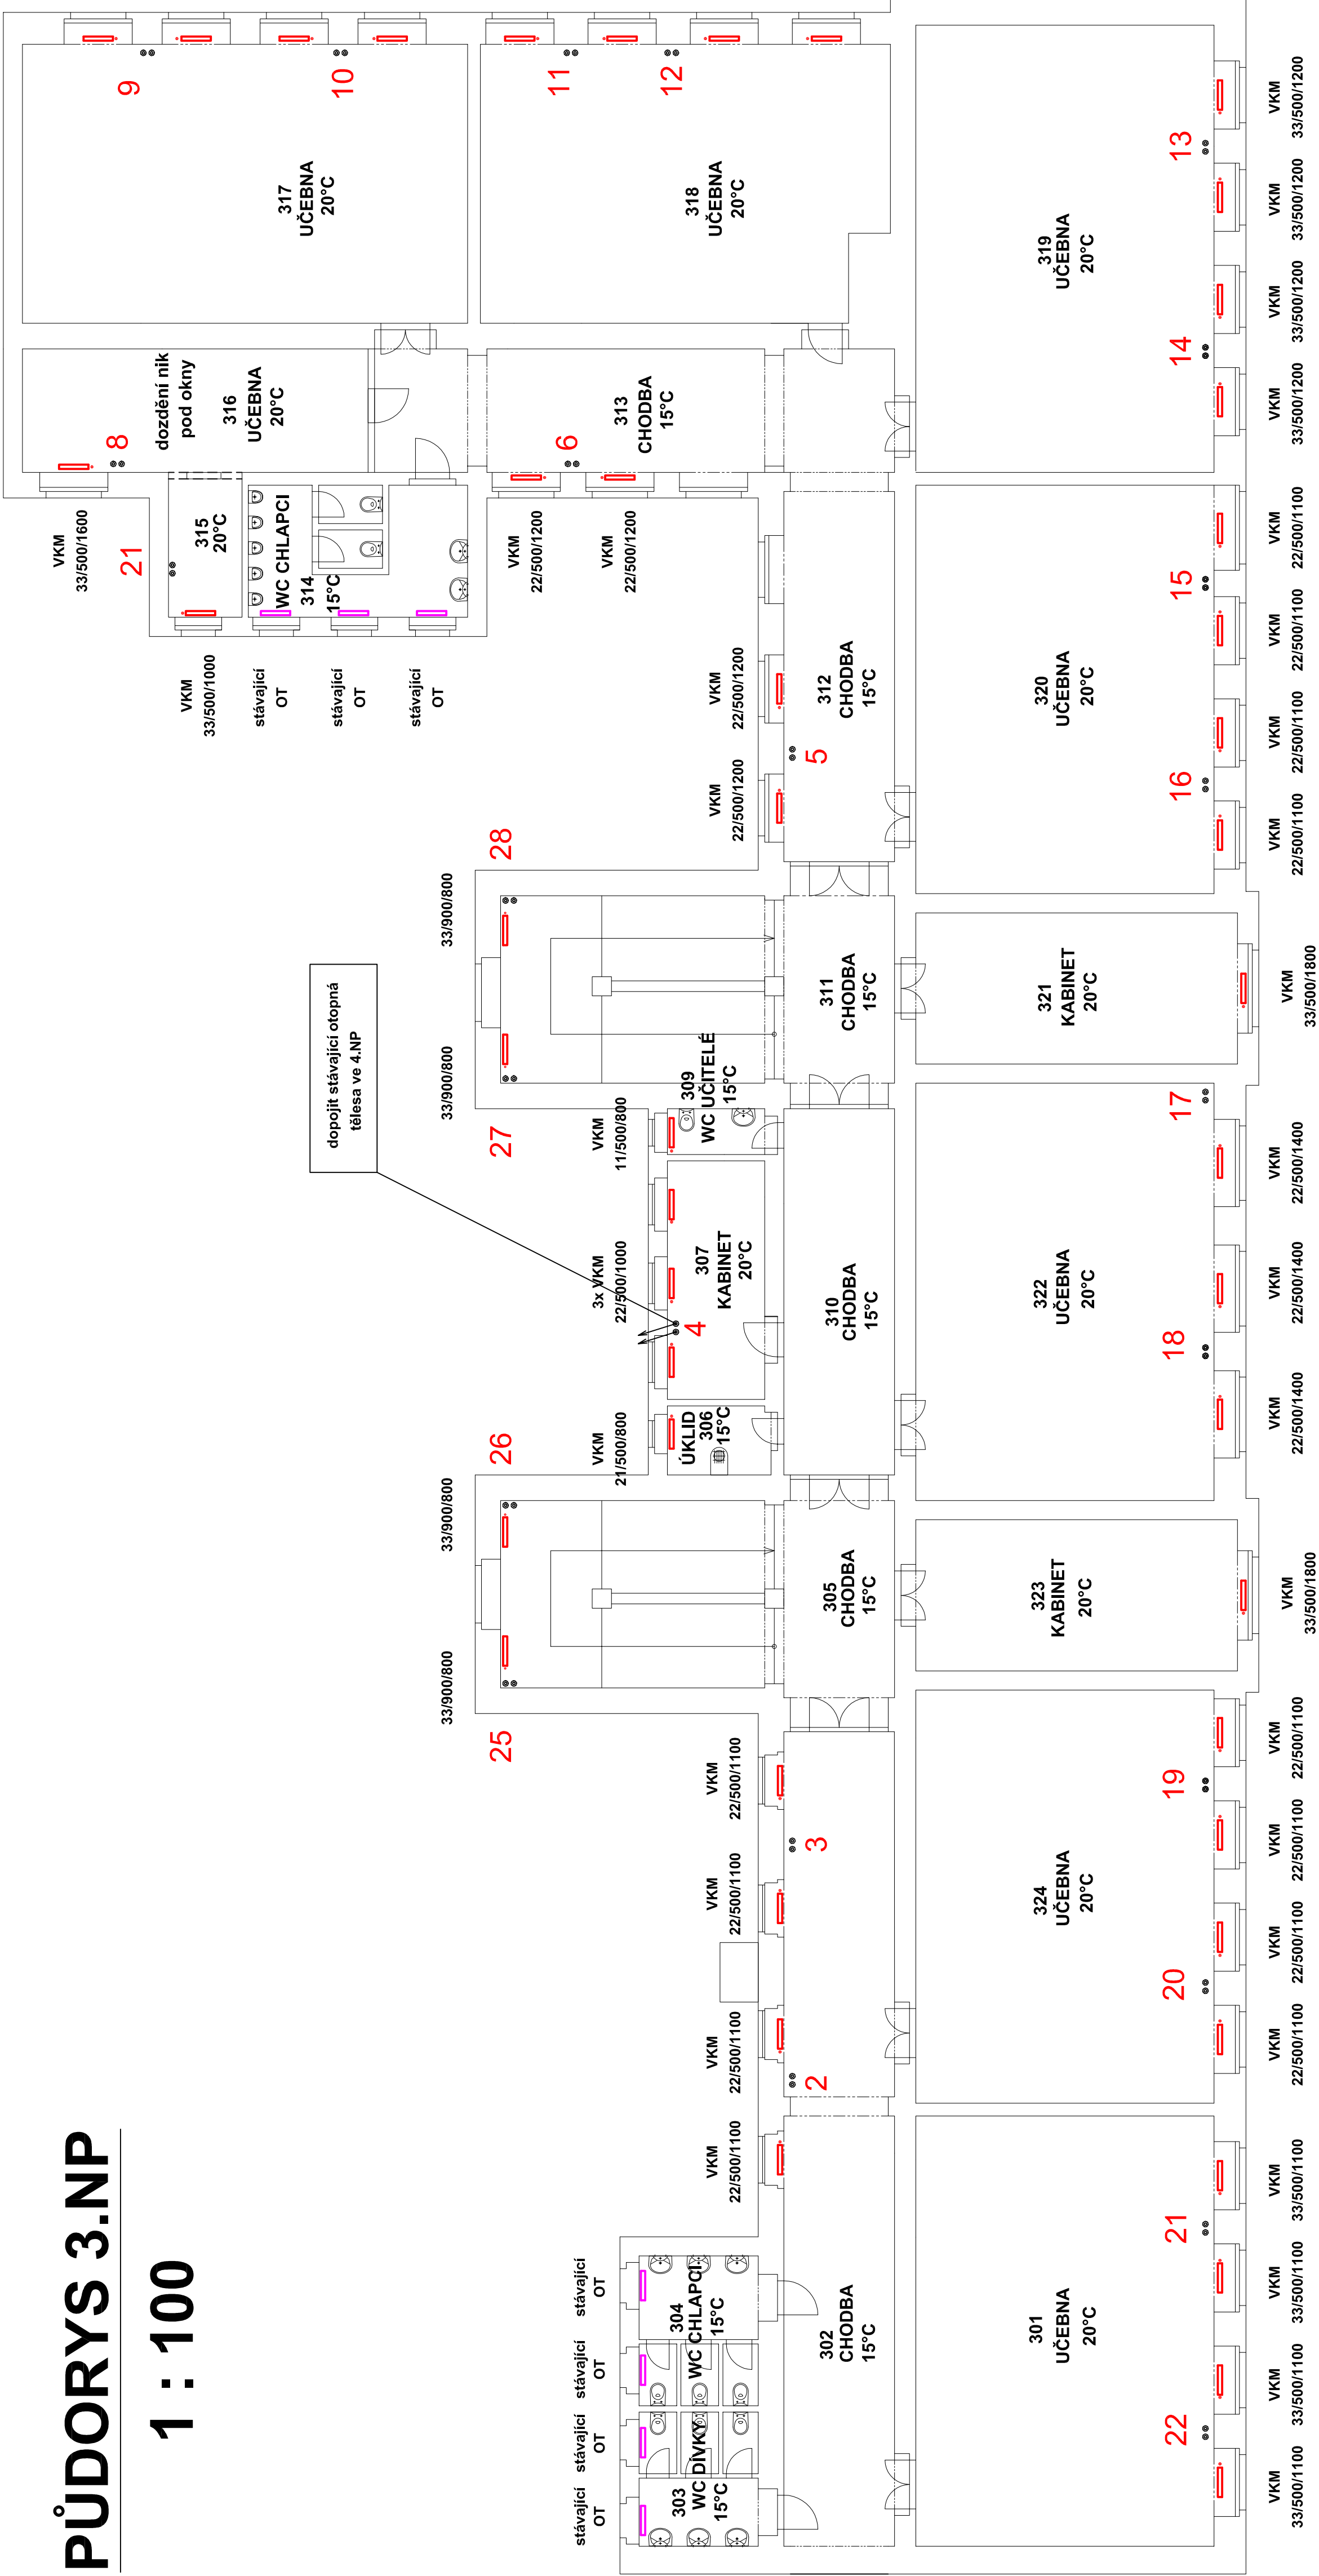 PŮDORYS 3.NP
1 : 100
9
10
11
12
317
UČEBNA
20°C
318
UČEBNA
20°C
dozdění nik
pod okny
316
UČEBNA
20°C
8
6
313
CHODBA
15°C
VKM
33/500/1600
21
315
20°C
WC CHLAPCI
314
15°C
VKM
33/500/1000
stávající
OT
stávající
OT
stávající
OT
VKM
22/500/1200
VKM
22/500/1200
VKM
22/500/1200
VKM
22/500/1200
312
CHODBA
15°C
5
13
14
319
UČEBNA
20°C
VKM
33/500/1200
VKM
33/500/1200
VKM
33/500/1200
VKM
33/500/1200
15
16
320
UČEBNA
20°C
VKM
22/500/1100
VKM
22/500/1100
VKM
22/500/1100
VKM
22/500/1100
28
33/900/800
33/900/800
27
311
CHODBA
15°C
321
KABINET
20°C
VKM
33/500/1800
dopojit stávající otopná
tělesa ve 4.NP
VKM
11/500/800
309
WC UČITELÉ
15°C
3x VKM
22/500/1000
307
KABINET
20°C
4
VKM
21/500/800
ÚKLID
306
15°C
310
CHODBA
15°C
17
18
322
UČEBNA
20°C
VKM
22/500/1400
VKM
22/500/1400
VKM
22/500/1400
26
33/900/800
33/900/800
25
305
CHODBA
15°C
323
KABINET
20°C
VKM
33/500/1800
VKM
22/500/1100
VKM
22/500/1100
VKM
22/500/1100
VKM
22/500/1100
3
2
19
20
324
UČEBNA
20°C
VKM
22/500/1100
VKM
22/500/1100
VKM
22/500/1100
VKM
22/500/1100
stávající
OT
stávající
OT
stávající
OT
stávající
OT
304
WC CHLAPCI
15°C
303
WC DÍVKY
15°C
302
CHODBA
15°C
21
22
301
UČEBNA
20°C
VKM
33/500/1100
VKM
33/500/1100
VKM
33/500/1100
VKM
33/500/1100